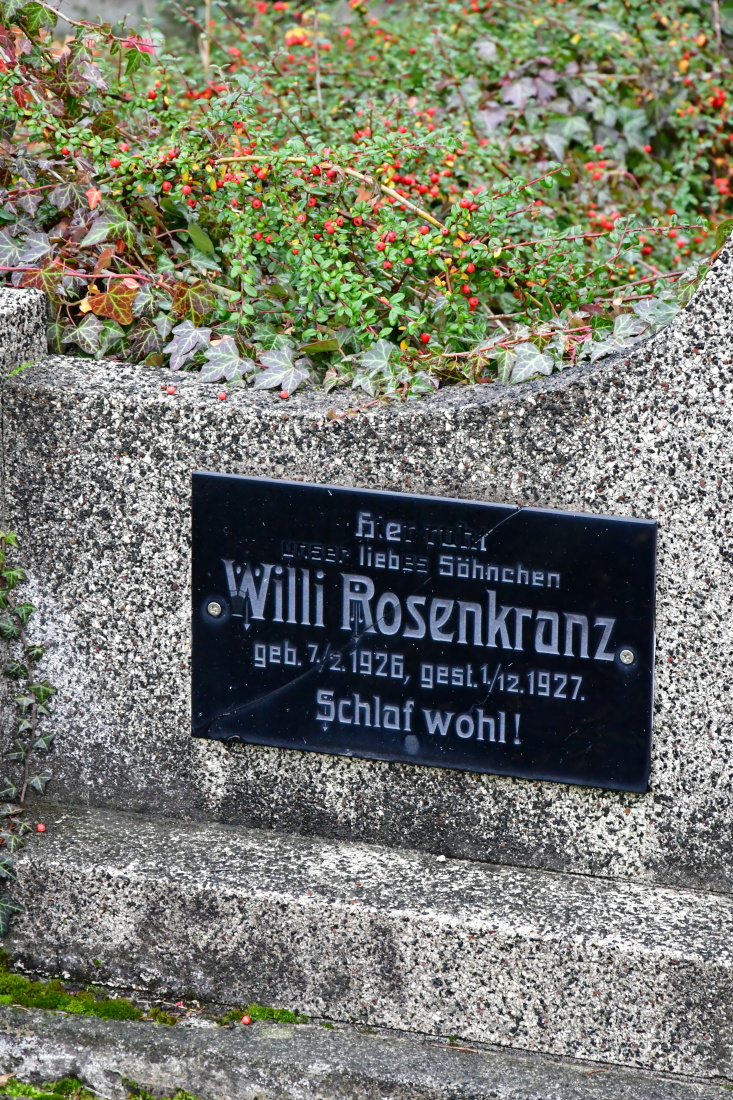 Hier ruht
unser liebes Söhnchen
Willi Rosenkranz
geb. 7./2. 1926, gest. 1/12. 1927.
Schlaf wohl!